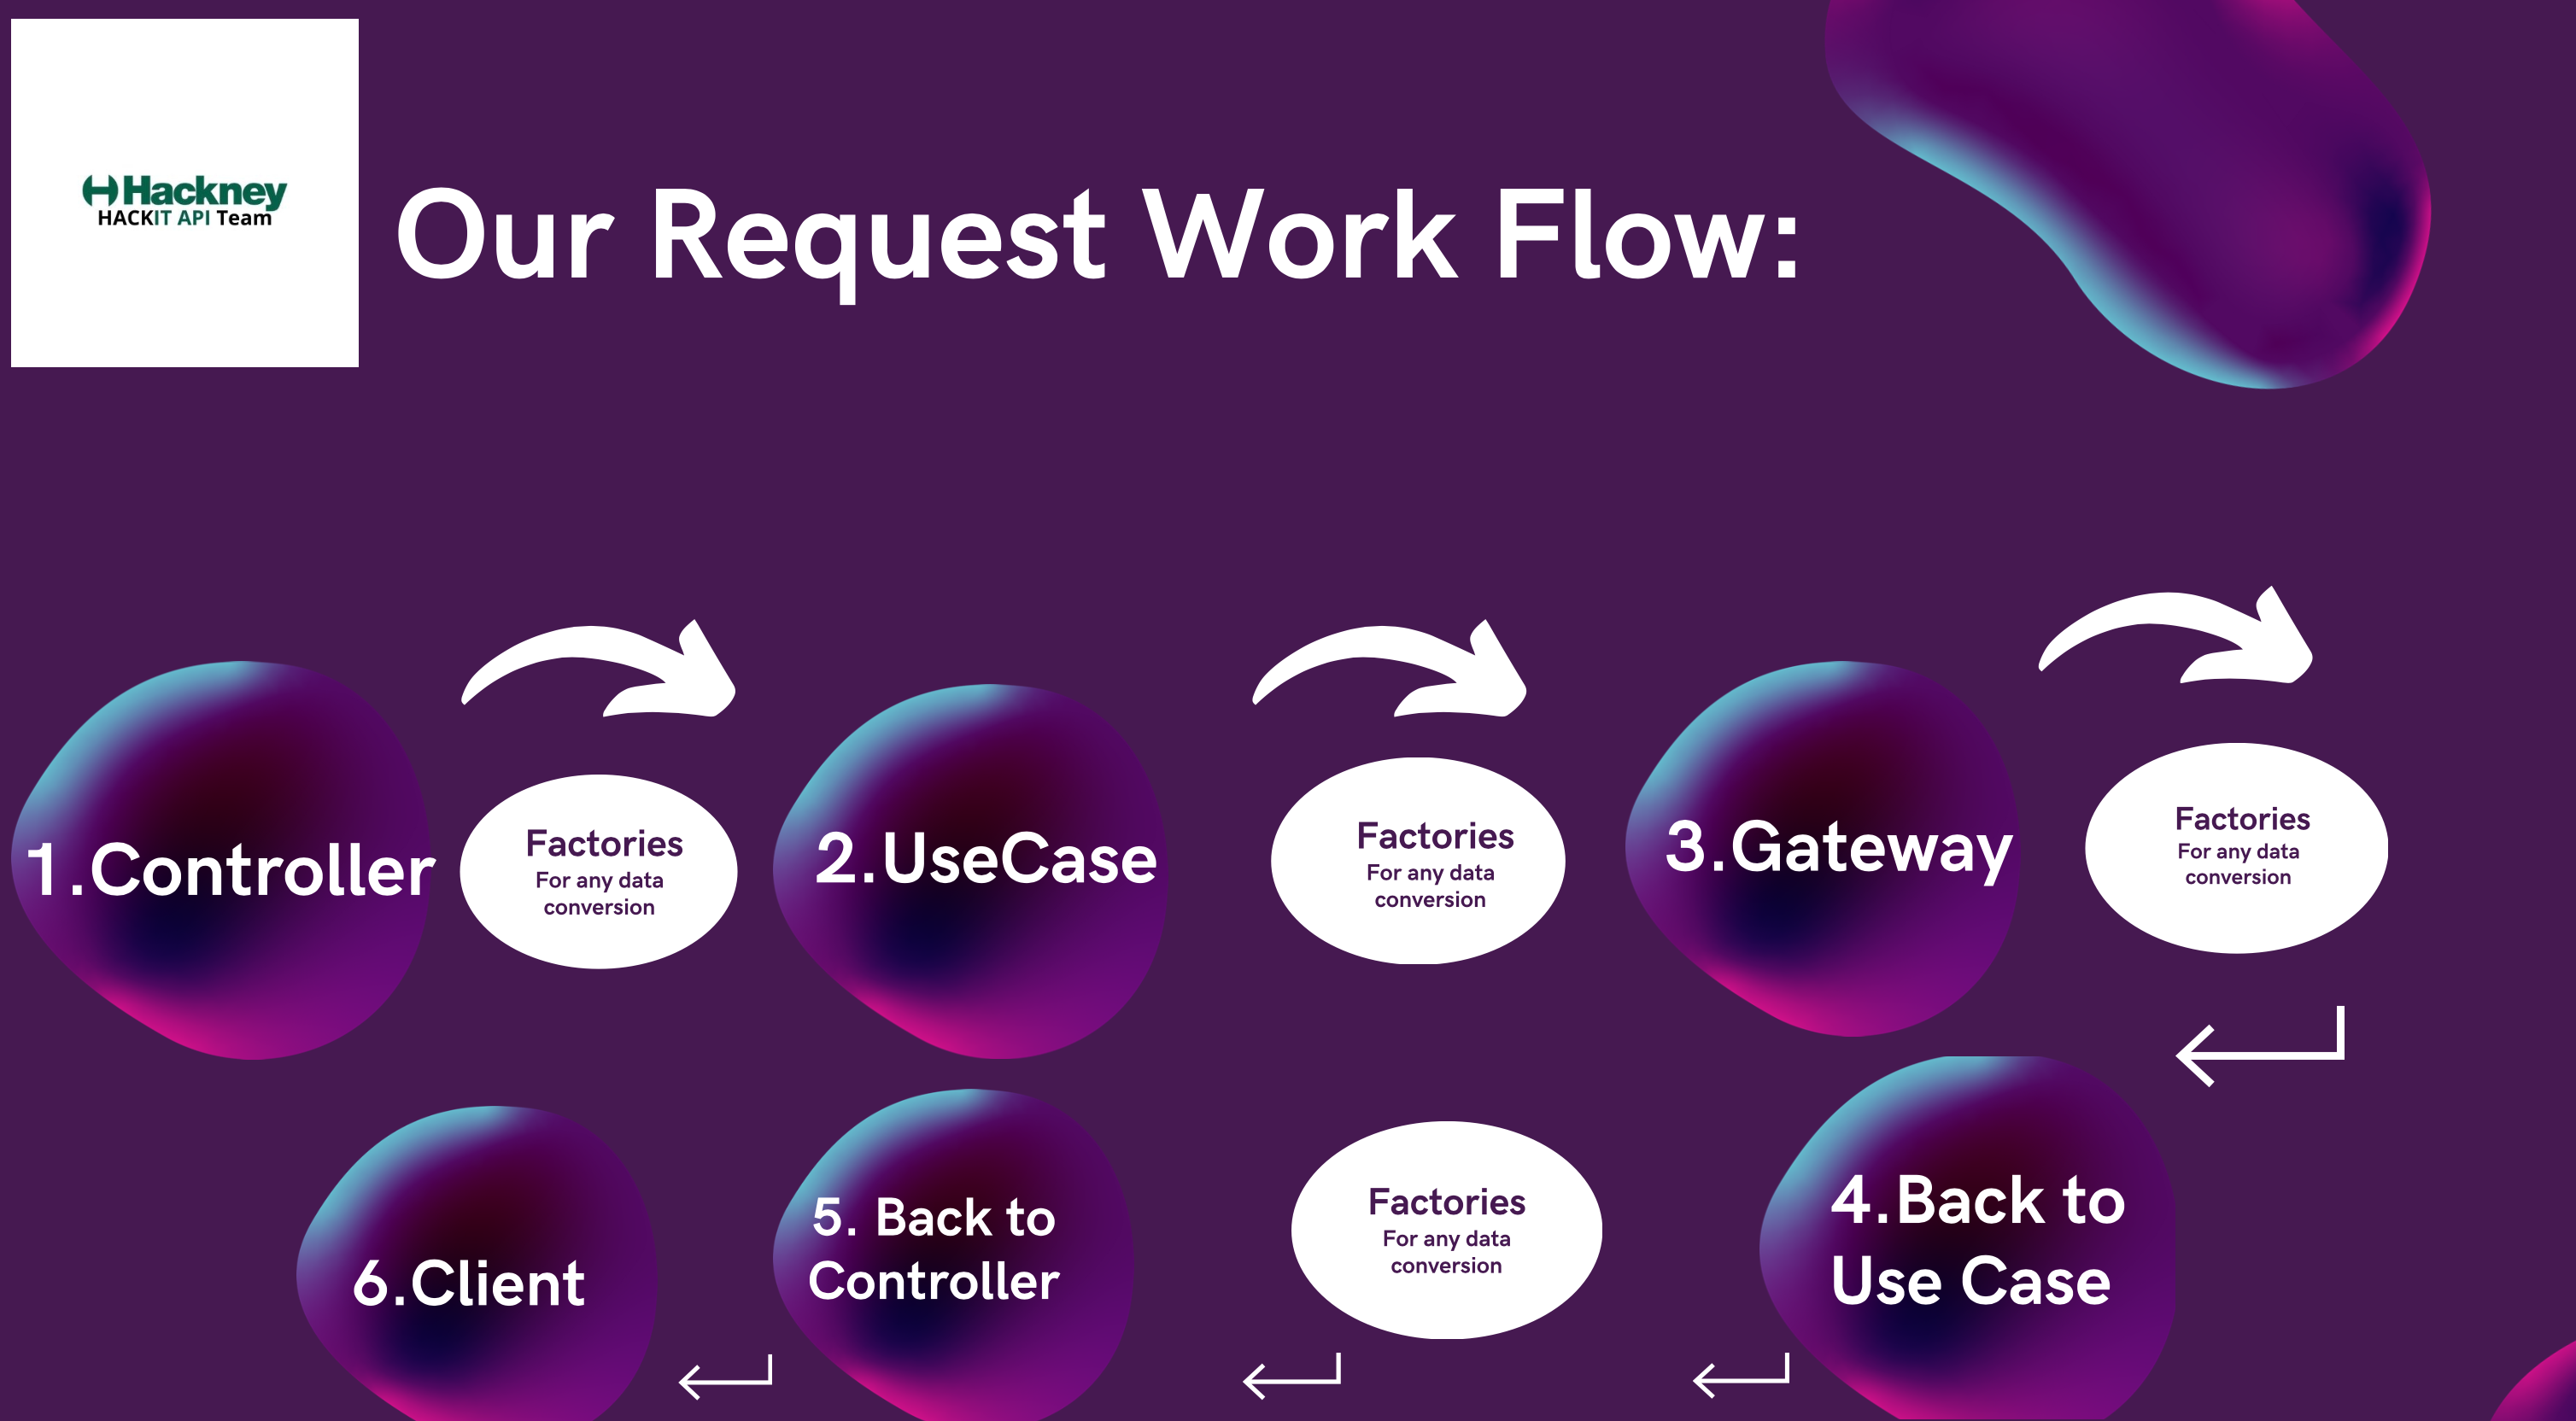 Hackney
HACKIT API Team
Our Request Work Flow:
1.Controller
Factories
For any data
conversion
2.UseCase
Factories
For any data
conversion
3.Gateway
Factories
For any data
conversion
4.Back to
Use Case
Factories
For any data
conversion
5. Back to
Controller
6.Client